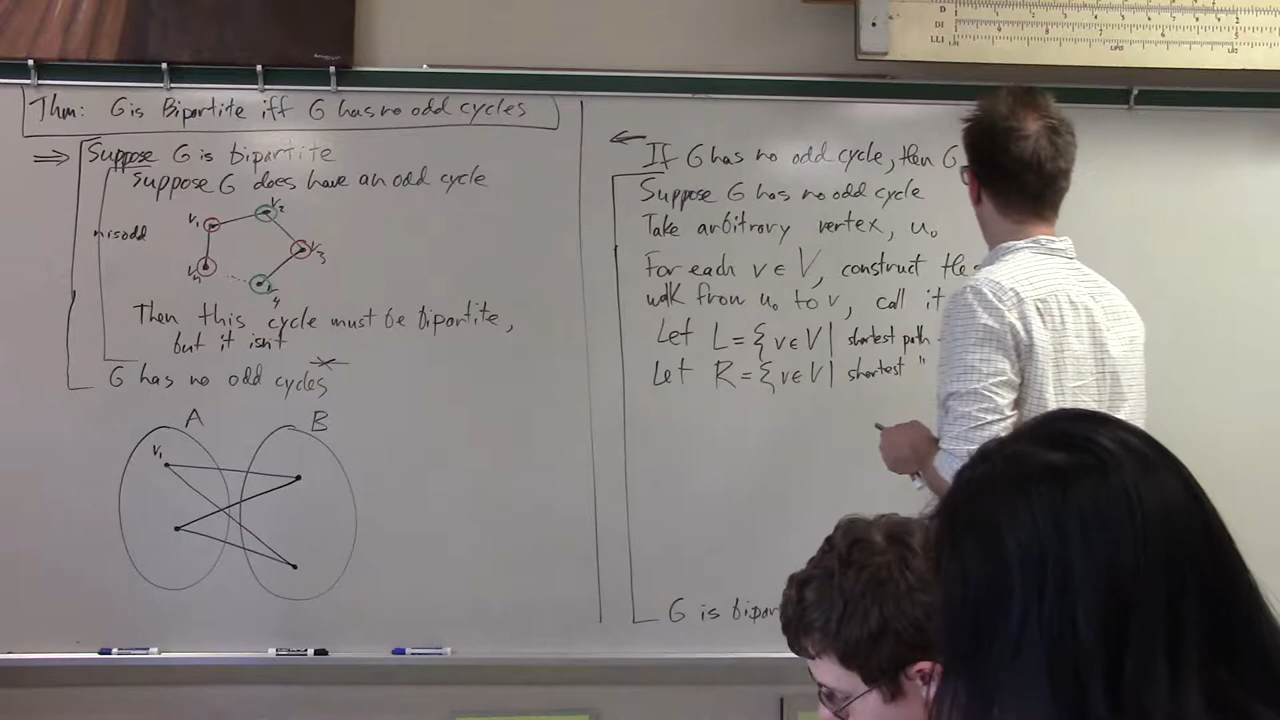 Thm: G is Bipartite iff G has no odd cycles
⇒ Suppose G is bipartite
Suppose G does have an odd cycle
n is odd
V₁
V₂
V₃
V₄
Vₙ
Then this cycle must be bipartite,
but it isn't
G has no odd cycles
A
B
V₁
← If G has no odd cycle, then G
Suppose G has no odd cycle
Take arbitrary vertex, u₀
For each v ∈ V, construct the
walk from u₀ to v, call it
Let L = { v ∈ V | shortest path
Let R = { v ∈ V | shortest "
G is bipar
D
DI
LLI